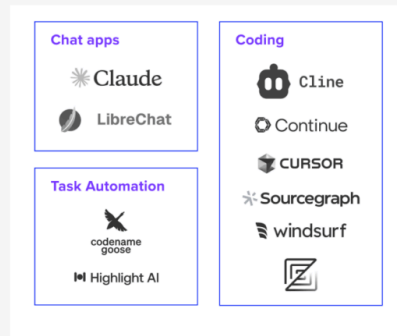 Chat apps
Claude
LibreChat
Task Automation
codename
goose
Highlight AI
Coding
Cline
Continue
CURSOR
Sourcegraph
windsurf